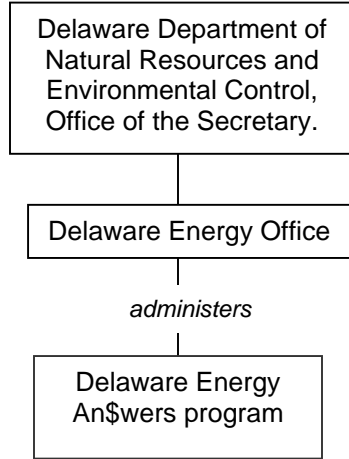 Delaware Department of
Natural Resources and
Environmental Control,
Office of the Secretary.
Delaware Energy Office
administers
Delaware Energy
An$wers program